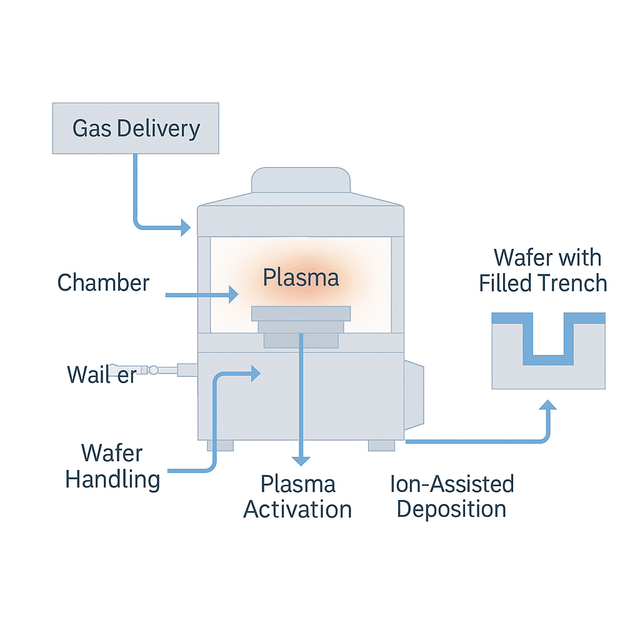 Gas Delivery
Plasma
Chamber
Wafer with
Filled Trench
Wail er
Wafer
Handling
Plasma
Activation
Ion-Assisted
Deposition